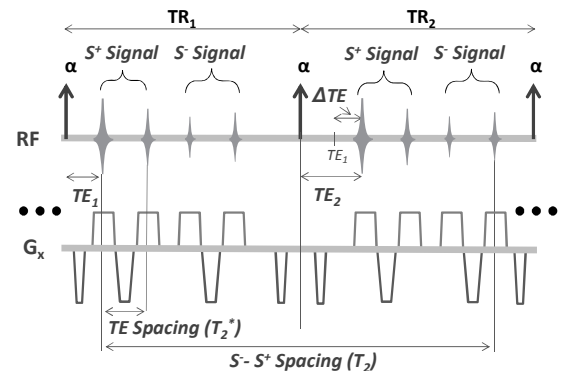 TR₁ TR₂
S⁺ Signal S⁻ Signal S⁺ Signal S⁻ Signal
α α α
ΔTE
RF
TE₁
TE₁ TE₂
••• •••
Gₓ
TE Spacing (T₂*)
S⁻- S⁺ Spacing (T₂)